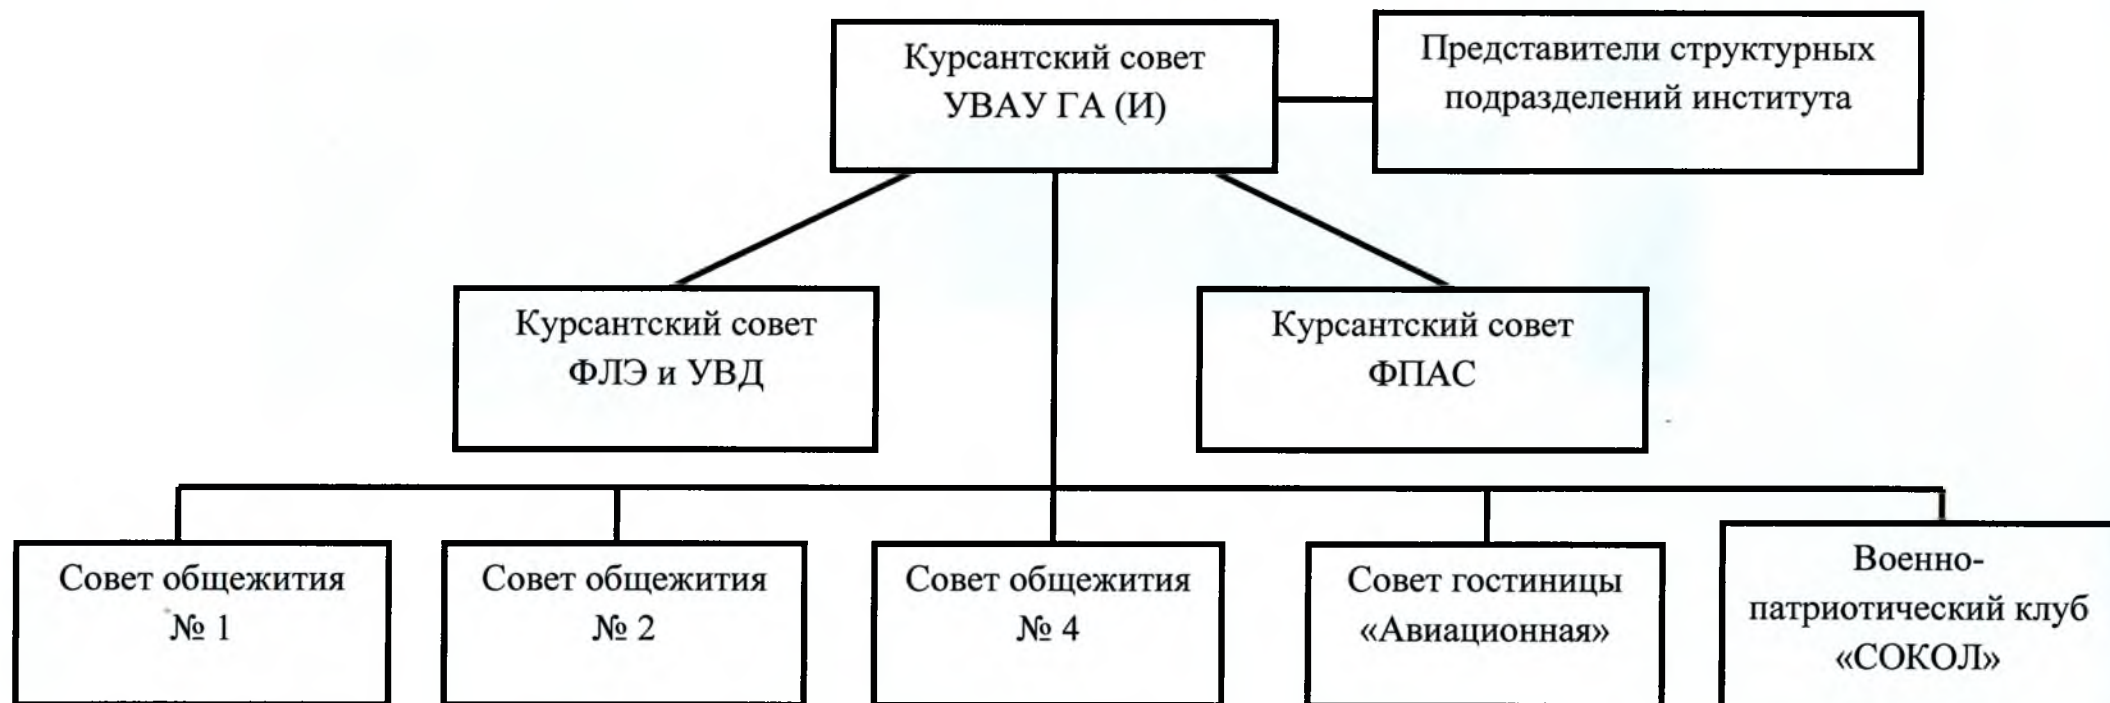 Курсантский совет
УВАУ ГА (И)
Представители структурных
подразделений института
Курсантский совет
ФЛЭ и УВД
Курсантский совет
ФПАС
Совет общежития
№ 1
Совет общежития
№ 2
Совет общежития
№ 4
Совет гостиницы
«Авиационная»
Военно-
патриотический клуб
«СОКОЛ»